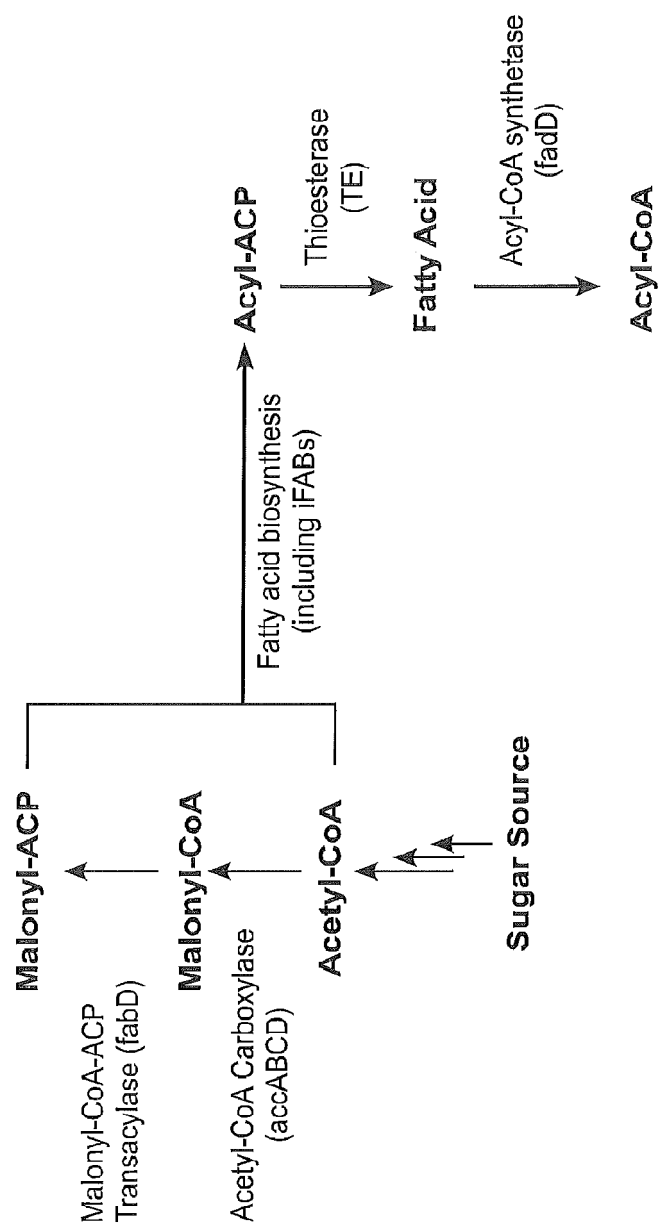 Malonyl-CoA-ACP
Transacylase (fabD)
Malonyl-ACP
Acetyl-CoA Carboxylase
(accABCD)
Malonyl-CoA
Acetyl-CoA
Sugar Source
Fatty acid biosynthesis
(including iFABs)
Acyl-ACP
Thioesterase
(TE)
Fatty Acid
Acyl-CoA synthetase
(fadD)
Acyl-CoA